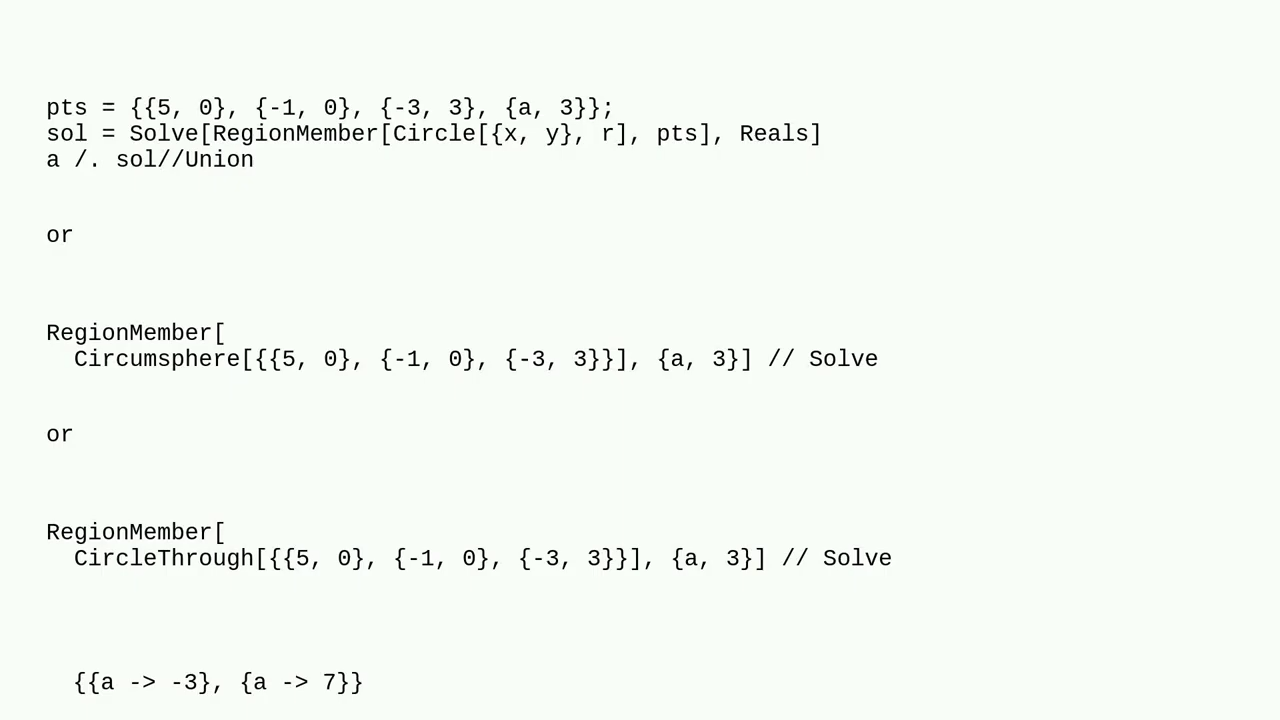 pts = {{5, 0}, {-1, 0}, {-3, 3}, {a, 3}};
sol = Solve[RegionMember[Circle[{x, y}, r], pts], Reals]
a /. sol//Union
or
RegionMember[
  Circumsphere[{{5, 0}, {-1, 0}, {-3, 3}}], {a, 3}] // Solve
or
RegionMember[
  CircleThrough[{{5, 0}, {-1, 0}, {-3, 3}}], {a, 3}] // Solve
  {{a -> -3}, {a -> 7}}